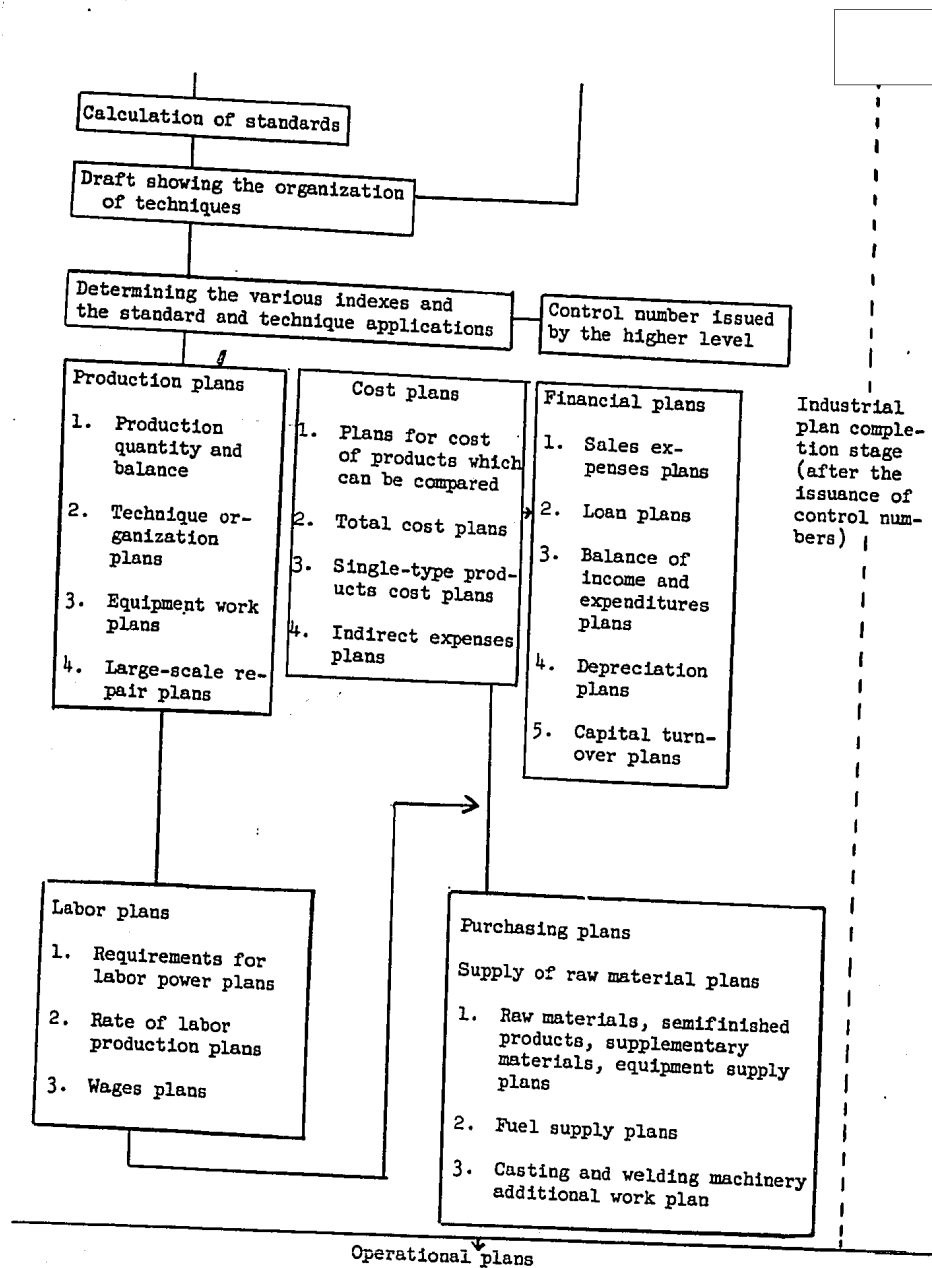 Calculation of standards
Draft showing the organization
of techniques
Determining the various indexes and
the standard and technique applications
Control number issued
by the higher level
Production plans
1. Production
quantity and
balance
2. Technique or-
ganization
plans
3. Equipment work
plans
4. Large-scale re-
pair plans
Cost plans
1. Plans for cost
of products which
can be compared
2. Total cost plans
3. Single-type prod-
ucts cost plans
4. Indirect expenses
plans
Financial plans
1. Sales ex-
penses plans
2. Loan plans
3. Balance of
income and
expenditures
plans
4. Depreciation
plans
5. Capital turn-
over plans
Industrial
plan comple-
tion stage
(after the
issuance of
control num-
bers)
Labor plans
1. Requirements for
labor power plans
2. Rate of labor
production plans
3. Wages plans
Purchasing plans
Supply of raw material plans
1. Raw materials, semifinished
products, supplementary
materials, equipment supply
plans
2. Fuel supply plans
3. Casting and welding machinery
additional work plan
Operational plans